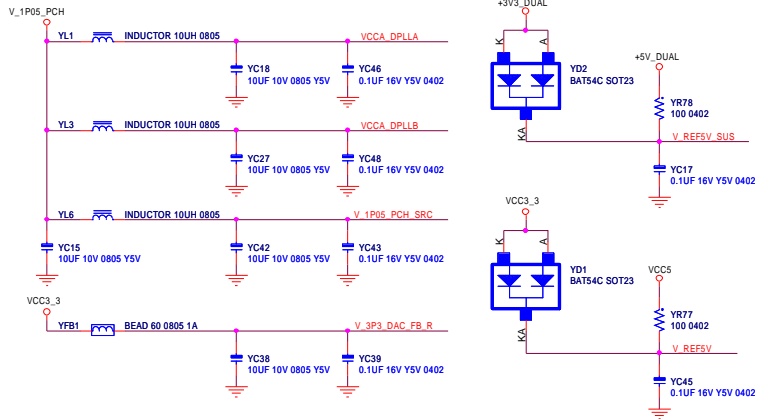 V_1P05_PCH
YL1
INDUCTOR 10UH 0805
VCCA_DPLLA
YC18
10UF 10V 0805 Y5V
YC46
0.1UF 16V Y5V 0402
YL3
INDUCTOR 10UH 0805
VCCA_DPLLB
YC27
10UF 10V 0805 Y5V
YC48
0.1UF 16V Y5V 0402
YL6
INDUCTOR 10UH 0805
V_1P05_PCH_SRC
YC15
10UF 10V 0805 Y5V
YC42
10UF 10V 0805 Y5V
YC43
0.1UF 16V Y5V 0402
VCC3_3
YFB1
BEAD 60 0805 1A
V_3P3_DAC_FB_R
YC38
10UF 10V 0805 Y5V
YC39
0.1UF 16V Y5V 0402
+3V3_DUAL
K
A
YD2
BAT54C SOT23
KA
+5V_DUAL
YR78
100 0402
V_REF5V_SUS
YC17
0.1UF 16V Y5V 0402
VCC3_3
K
A
YD1
BAT54C SOT23
KA
VCC5
YR77
100 0402
V_REF5V
YC45
0.1UF 16V Y5V 0402